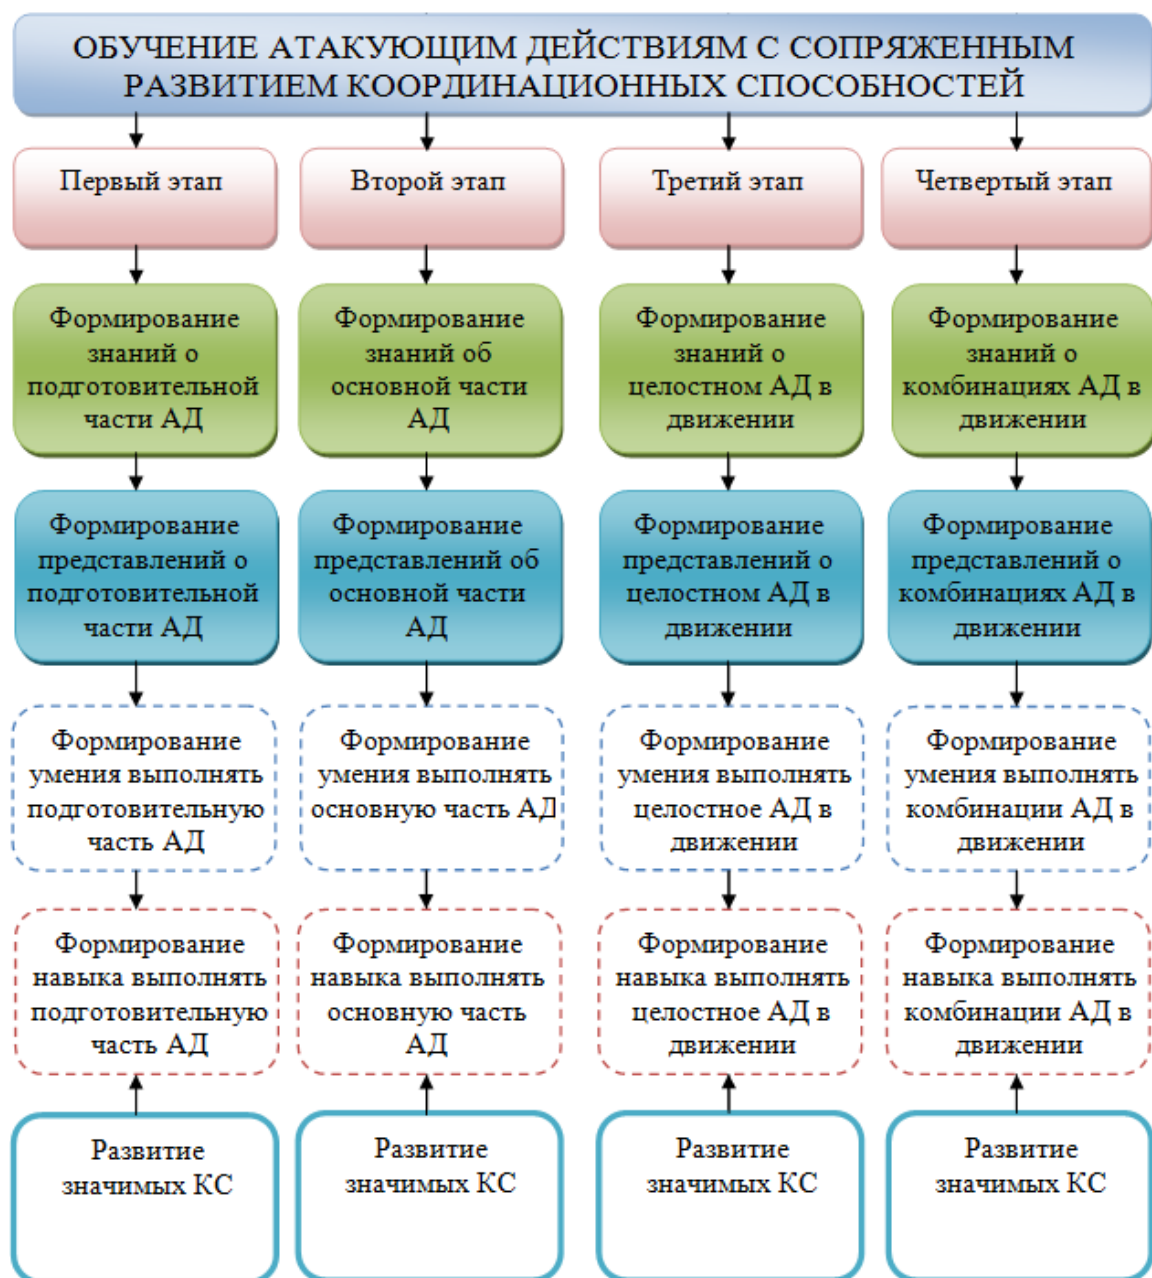 ОБУЧЕНИЕ АТАКУЮЩИМ ДЕЙСТВИЯМ С СОПРЯЖЕННЫМ
РАЗВИТИЕМ КООРДИНАЦИОННЫХ СПОСОБНОСТЕЙ
Первый этап
Второй этап
Третий этап
Четвертый этап
Формирование
знаний о
подготовительной
части АД
Формирование
знаний об
основной части
АД
Формирование
знаний о
целостном АД в
движении
Формирование
знаний о
комбинациях АД в
движении
Формирование
представлений о
подготовительной
части АД
Формирование
представлений об
основной части
АД
Формирование
представлений о
целостном АД в
движении
Формирование
представлений о
комбинациях АД в
движении
Формирование
умения выполнять
подготовительную
часть АД
Формирование
умения выполнять
основную часть АД
Формирование
умения выполнять
целостное АД в
движении
Формирование
умения выполнять
комбинации АД в
движении
Формирование
навыка выполнять
подготовительную
часть АД
Формирование
навыка выполнять
основную часть
АД
Формирование
навыка выполнять
целостное АД в
движении
Формирование
навыка выполнять
комбинации АД в
движении
Развитие
значимых КС
Развитие
значимых КС
Развитие
значимых КС
Развитие
значимых КС